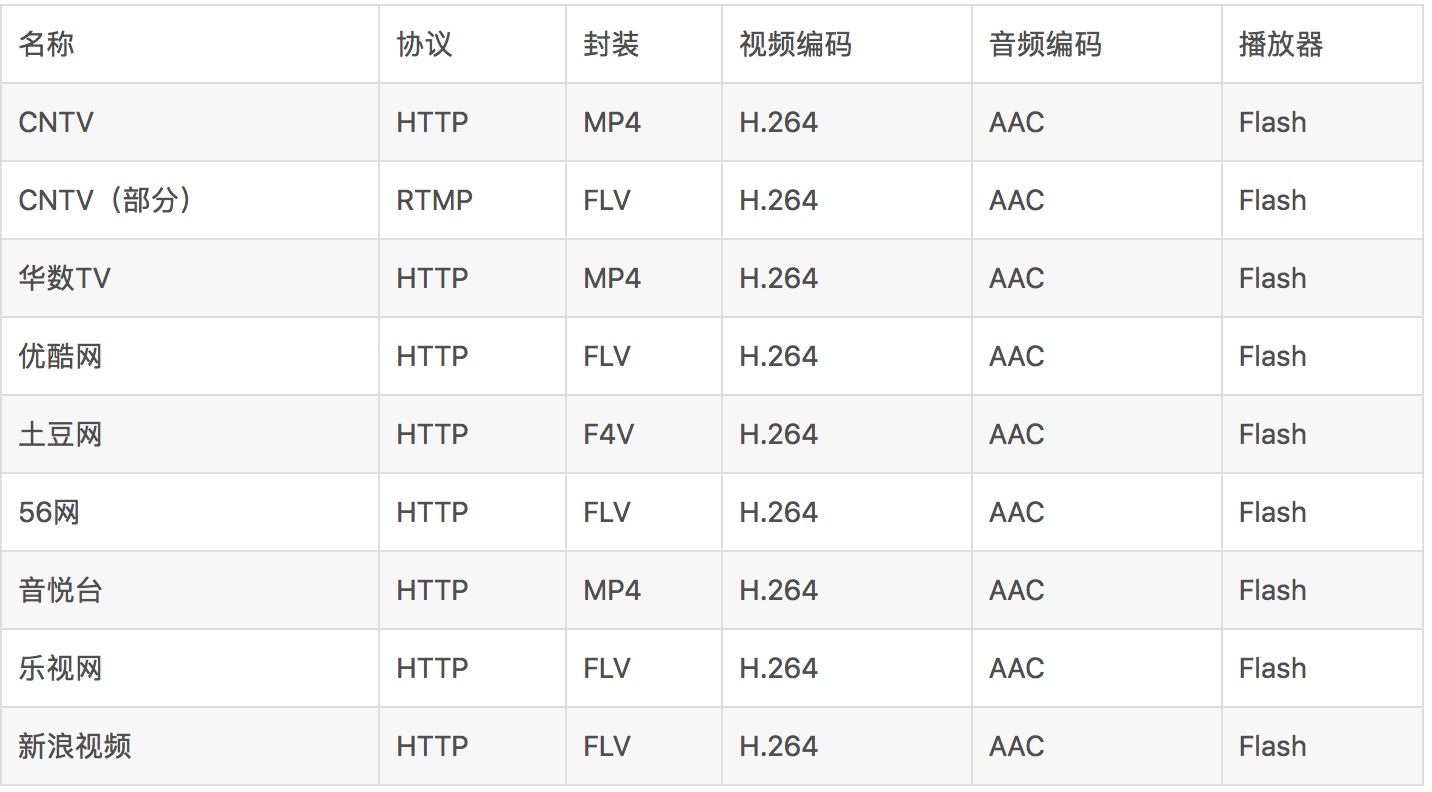 名称 协议 封装 视频编码 音频编码 播放器
CNTV HTTP MP4 H.264 AAC Flash
CNTV（部分） RTMP FLV H.264 AAC Flash
华数TV HTTP MP4 H.264 AAC Flash
优酷网 HTTP FLV H.264 AAC Flash
土豆网 HTTP F4V H.264 AAC Flash
56网 HTTP FLV H.264 AAC Flash
音悦台 HTTP MP4 H.264 AAC Flash
乐视网 HTTP FLV H.264 AAC Flash
新浪视频 HTTP FLV H.264 AAC Flash